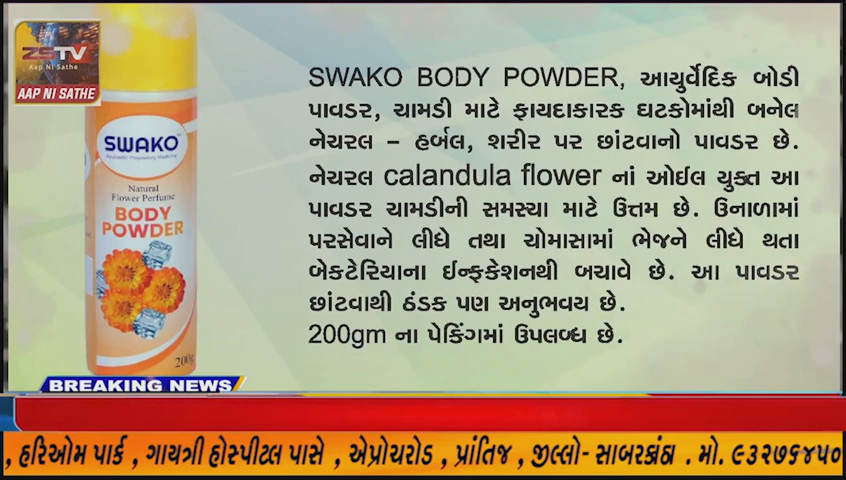 ZSTV
Aap Ni Sathe
AAP NI SATHE
SWAKO
Ayurvedic Proprietary Medicine
Natural
Flower Perfume
BODY
POWDER
200g
SWAKO BODY POWDER, આયુર્વેદિક બોડી
પાવડર, ચામડી માટે ફાયદાકારક ઘટકોમાંથી બનેલ
નેચરલ – હર્બલ, શરીર પર છાંટવાનો પાવડર છે.
નેચરલ calandula flower નાં ઓઈલ યુક્ત આ
પાવડર ચામડીની સમસ્યા માટે ઉત્તમ છે. ઉનાળામાં
પરસેવાને લીધે તથા ચોમાસામાં ભેજને લીધે થતા
બેકટેરિયાના ઈન્ફકેશનથી બચાવે છે. આ પાવડર
છાંટવાથી ઠંડક પણ અનુભવય છે.
200gm ના પેકિંગમાં ઉપલબ્ધ છે.
BREAKING NEWS
, હરિઓમ પાર્ક , ગાયત્રી હોસ્પીટલ પાસે , એપ્રોચરોડ , પ્રાંતિજ , જીલ્લો- સાબરકાંઠા . મો. ૯૩૨૭૬૪૫૦